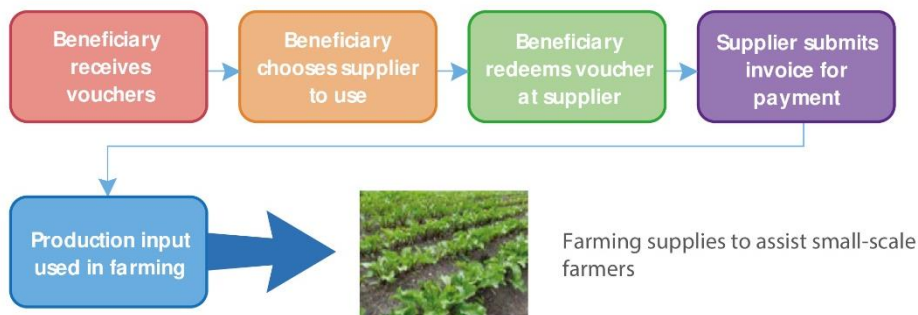 Beneficiary
receives
vouchers
Beneficiary
chooses supplier
to use
Beneficiary
redeems voucher
at supplier
Supplier submits
invoice for
payment
Production input
used in farming
Farming supplies to assist small-scale
farmers